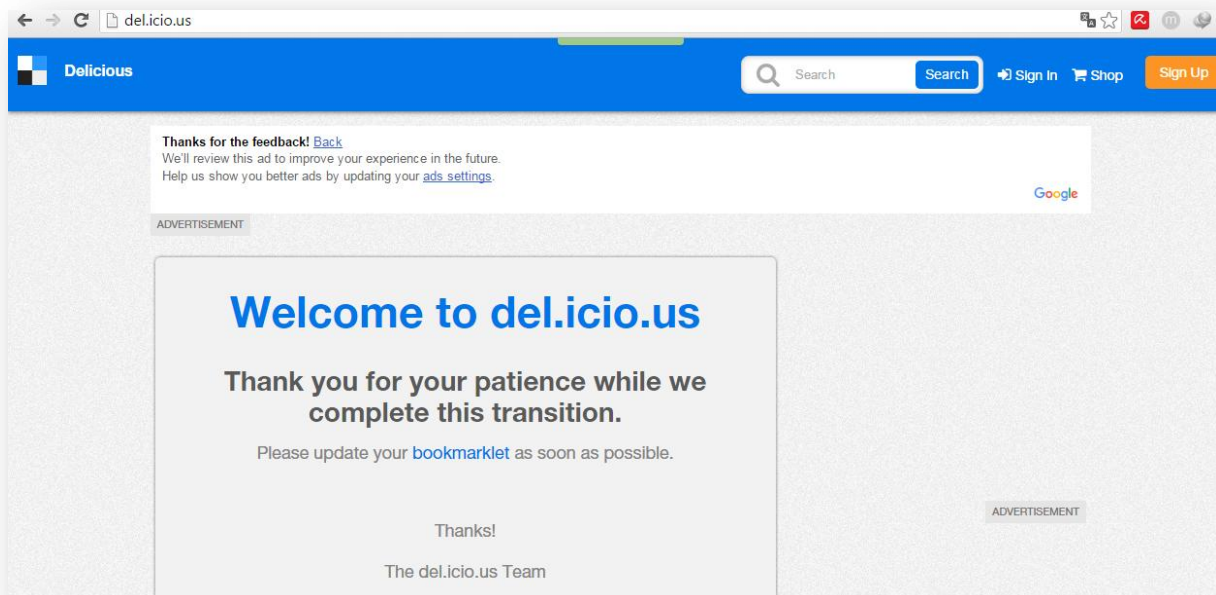 del.icio.us
Delicious
Search
Search
Sign In
Shop
Sign Up
Thanks for the feedback! Back
We'll review this ad to improve your experience in the future.
Help us show you better ads by updating your ads settings.
Google
ADVERTISEMENT
Welcome to del.icio.us
Thank you for your patience while we
complete this transition.
Please update your bookmarklet as soon as possible.
ADVERTISEMENT
Thanks!
The del.icio.us Team